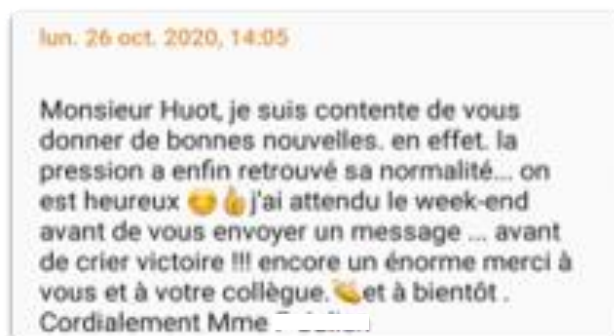 lun. 26 oct. 2020, 14:05
Monsieur Huot, je suis contente de vous
donner de bonnes nouvelles. en effet. la
pression a enfin retrouvé sa normalité... on
est heureux 😊👍 j'ai attendu le week-end
avant de vous envoyer un message ... avant
de crier victoire !!! encore un énorme merci à
vous et à votre collègue.👏et à bientôt .
Cordialement Mme